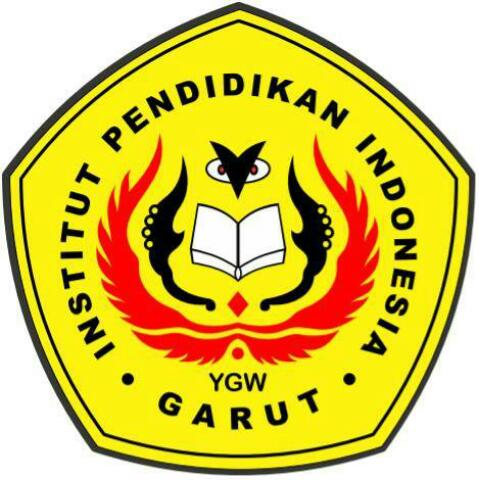 INSTITUT PENDIDIKAN INDONESIA
YGW
• GARUT •